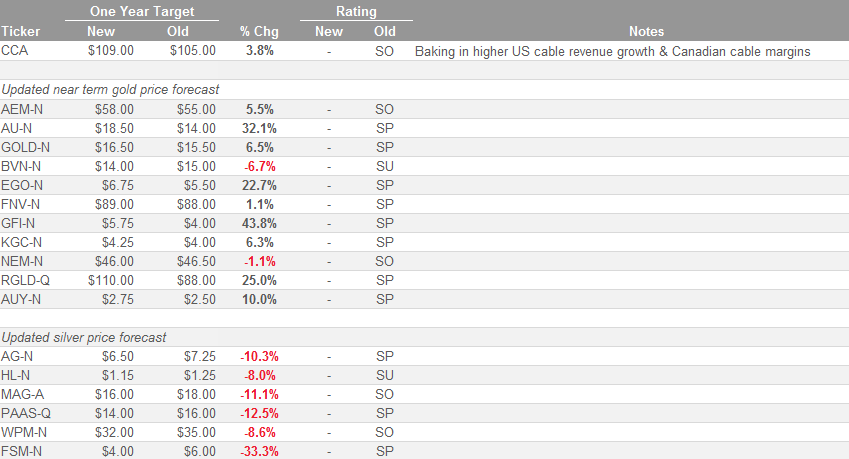 One Year Target Rating
Ticker New Old % Chg New Old Notes
CCA $109.00 $105.00 3.8% - SO Baking in higher US cable revenue growth & Canadian cable margins
Updated near term gold price forecast
AEM-N $58.00 $55.00 5.5% - SO
AU-N $18.50 $14.00 32.1% - SP
GOLD-N $16.50 $15.50 6.5% - SP
BVN-N $14.00 $15.00 -6.7% - SU
EGO-N $6.75 $5.50 22.7% - SP
FNV-N $89.00 $88.00 1.1% - SP
GFI-N $5.75 $4.00 43.8% - SP
KGC-N $4.25 $4.00 6.3% - SP
NEM-N $46.00 $46.50 -1.1% - SO
RGLD-Q $110.00 $88.00 25.0% - SP
AUY-N $2.75 $2.50 10.0% - SP
Updated silver price forecast
AG-N $6.50 $7.25 -10.3% - SP
HL-N $1.15 $1.25 -8.0% - SU
MAG-A $16.00 $18.00 -11.1% - SO
PAAS-Q $14.00 $16.00 -12.5% - SP
WPM-N $32.00 $35.00 -8.6% - SO
FSM-N $4.00 $6.00 -33.3% - SP